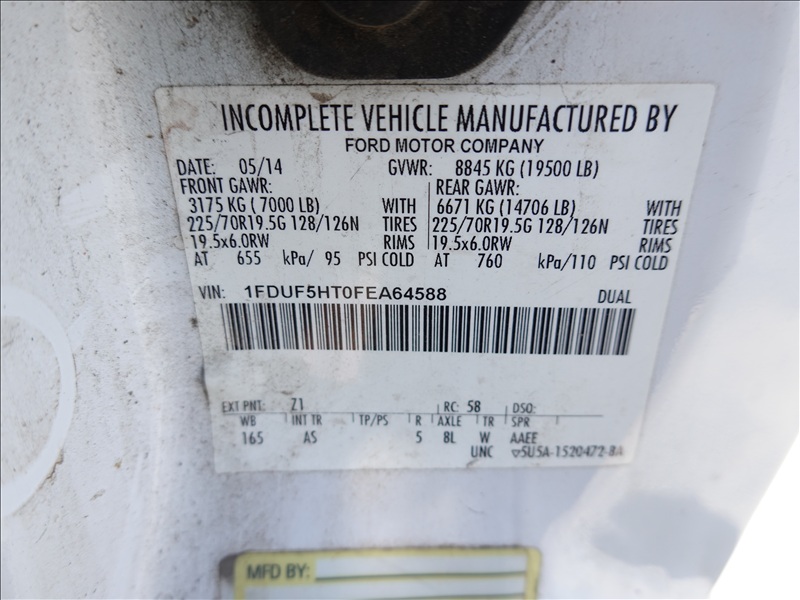 INCOMPLETE VEHICLE MANUFACTURED BY
FORD MOTOR COMPANY
DATE: 05/14 GVWR: 8845 KG (19500 LB)
FRONT GAWR: REAR GAWR:
3175 KG ( 7000 LB) WITH 6671 KG (14706 LB) WITH
225/70R19.5G 128/126N TIRES 225/70R19.5G 128/126N TIRES
19.5x6.0RW RIMS 19.5x6.0RW RIMS
AT 655 kPa/ 95 PSI COLD AT 760 kPa/110 PSI COLD
VIN: 1FDUF5HT0FEA64588 DUAL
EXT PNT: Z1 RC: 58 DSO:
WB INT TR TP/PS R AXLE TR SPR
165 AS 5 8L W AAEE
UNC ▽5U5A-1520472-BA
MFD BY: